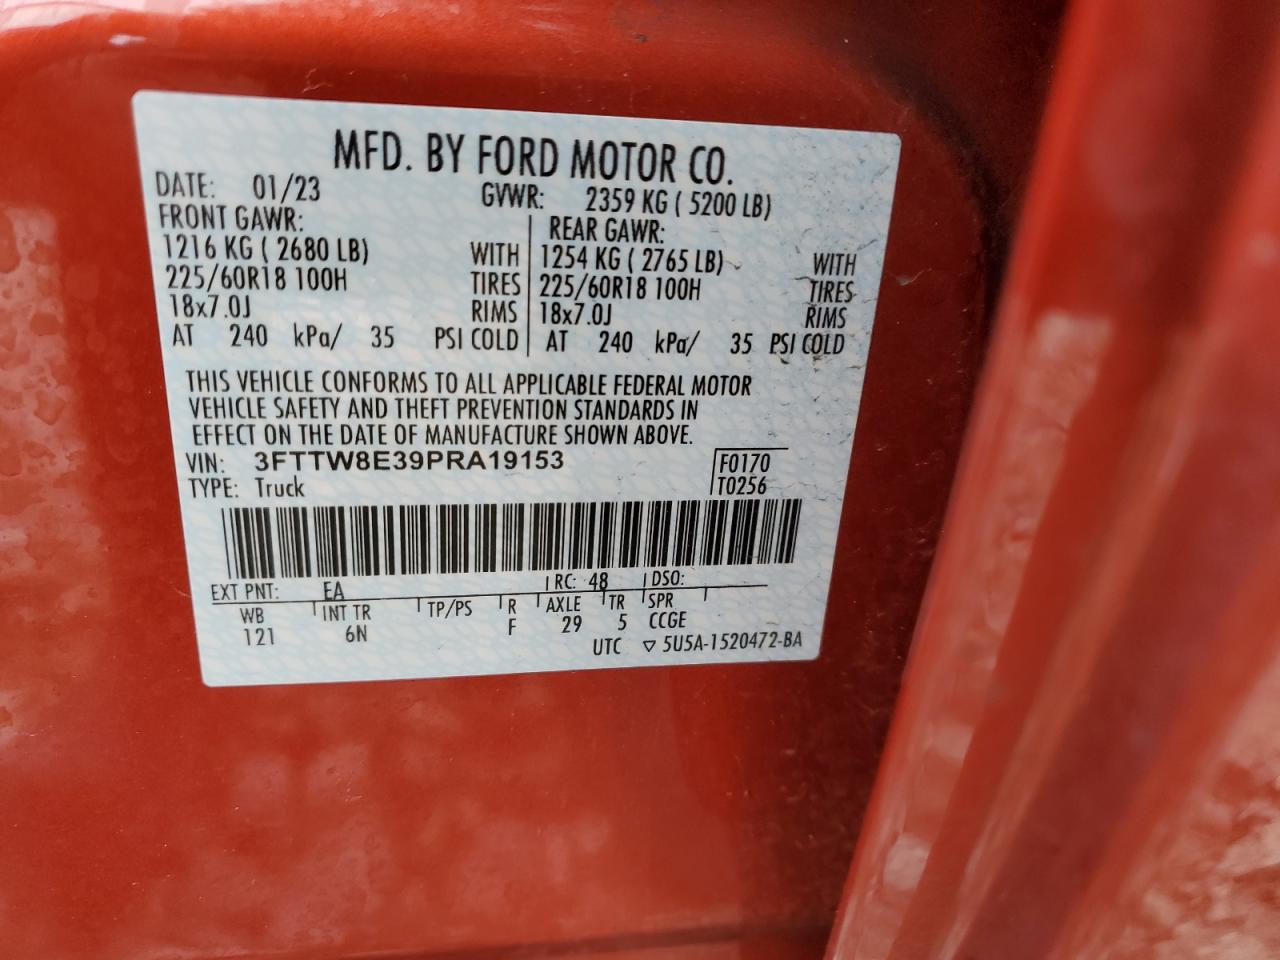 MFD. BY FORD MOTOR CO.
DATE: 01/23 GVWR: 2359 KG ( 5200 LB)
FRONT GAWR: REAR GAWR:
1216 KG ( 2680 LB) WITH 1254 KG ( 2765 LB) WITH
225/60R18 100H TIRES 225/60R18 100H TIRES
18x7.0J RIMS 18x7.0J RIMS
AT 240 kPa/ 35 PSI COLD AT 240 kPa/ 35 PSI COLD
THIS VEHICLE CONFORMS TO ALL APPLICABLE FEDERAL MOTOR
VEHICLE SAFETY AND THEFT PREVENTION STANDARDS IN
EFFECT ON THE DATE OF MANUFACTURE SHOWN ABOVE.
VIN: 3FTTW8E39PRA19153 F0170
TYPE: Truck T0256
EXT PNT: EA RC: 48 DSO:
WB INT TR TP/PS R AXLE TR SPR
121 6N F 29 5 CCGE
UTC ▽ 5U5A-1520472-BA